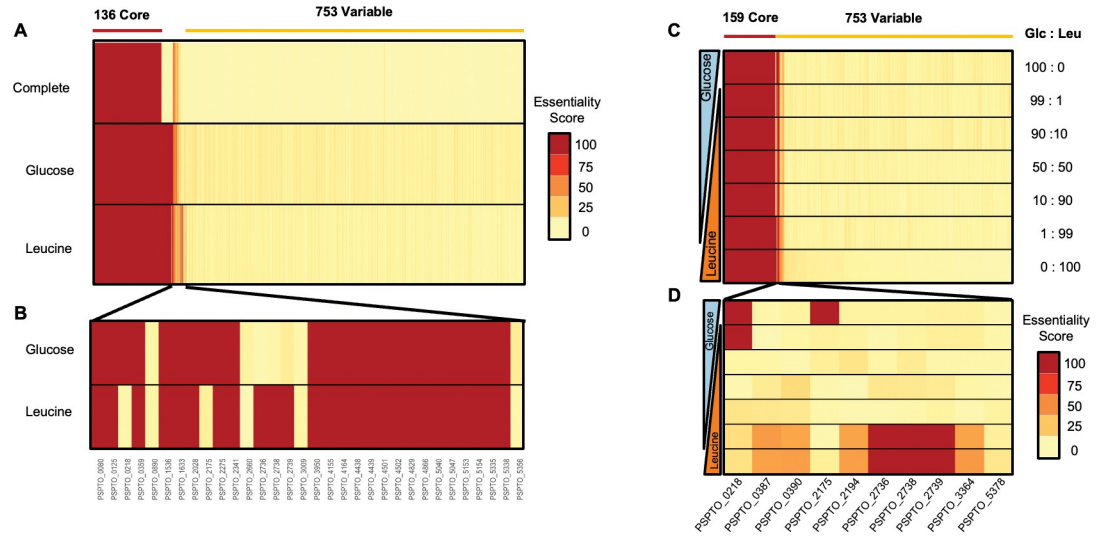 A
136 Core
753 Variable
Complete
Glucose
Leucine
Essentiality
Score
100
75
50
25
0
B
Glucose
Leucine
PSPTO_0080
PSPTO_0125
PSPTO_0218
PSPTO_0359
PSPTO_0890
PSPTO_1536
PSPTO_1633
PSPTO_2028
PSPTO_2175
PSPTO_2275
PSPTO_2341
PSPTO_2660
PSPTO_2736
PSPTO_2738
PSPTO_2739
PSPTO_3009
PSPTO_3950
PSPTO_4155
PSPTO_4164
PSPTO_4438
PSPTO_4439
PSPTO_4501
PSPTO_4502
PSPTO_4829
PSPTO_4866
PSPTO_5040
PSPTO_5047
PSPTO_5153
PSPTO_5154
PSPTO_5335
PSPTO_5338
C
159 Core
753 Variable
Glc : Leu
Glucose
Leucine
100 : 0
99 : 1
90 :10
50 : 50
10 : 90
1 : 99
0 : 100
D
Glucose
Leucine
Essentiality
Score
100
75
50
25
0
PSPTO_0218
PSPTO_0387
PSPTO_0390
PSPTO_2175
PSPTO_2194
PSPTO_2736
PSPTO_2738
PSPTO_2739
PSPTO_3364
PSPTO_5378